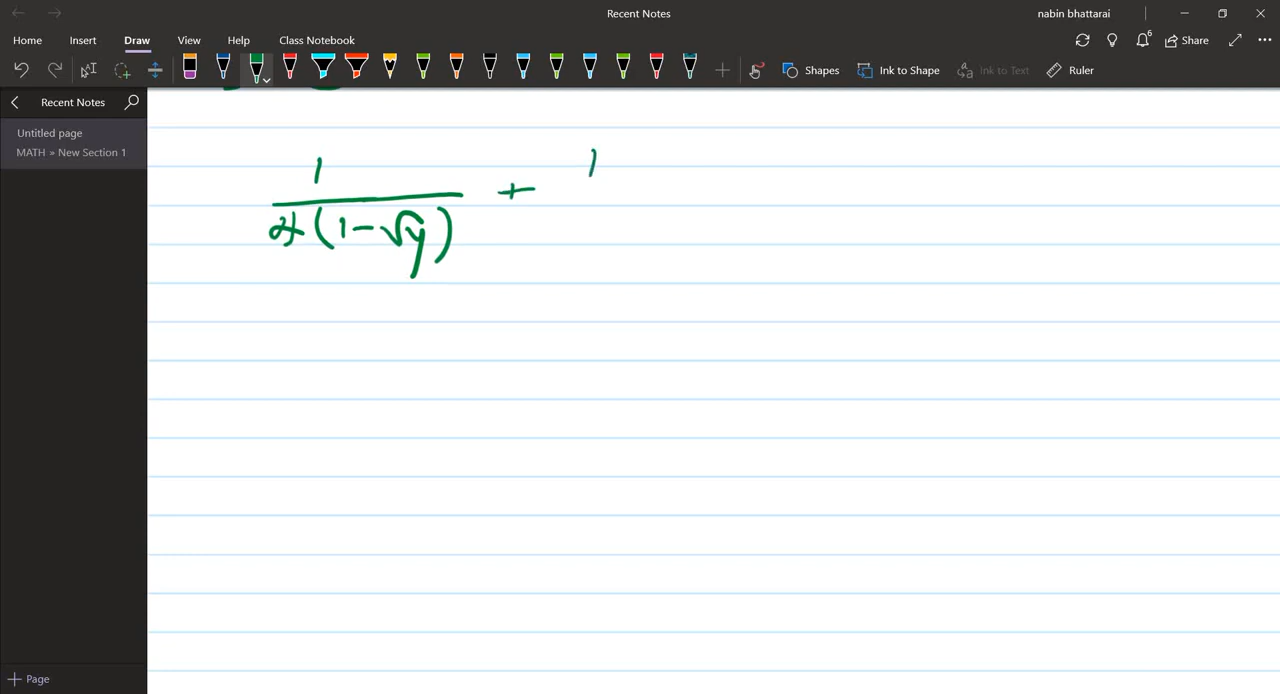 Recent Notes
nabin bhattarai
Home Insert Draw View Help Class Notebook
6 Share
Shapes Ink to Shape Ink to Text Ruler
Recent Notes
Untitled page
MATH » New Section 1
1 1
+
(1-√y)
Page